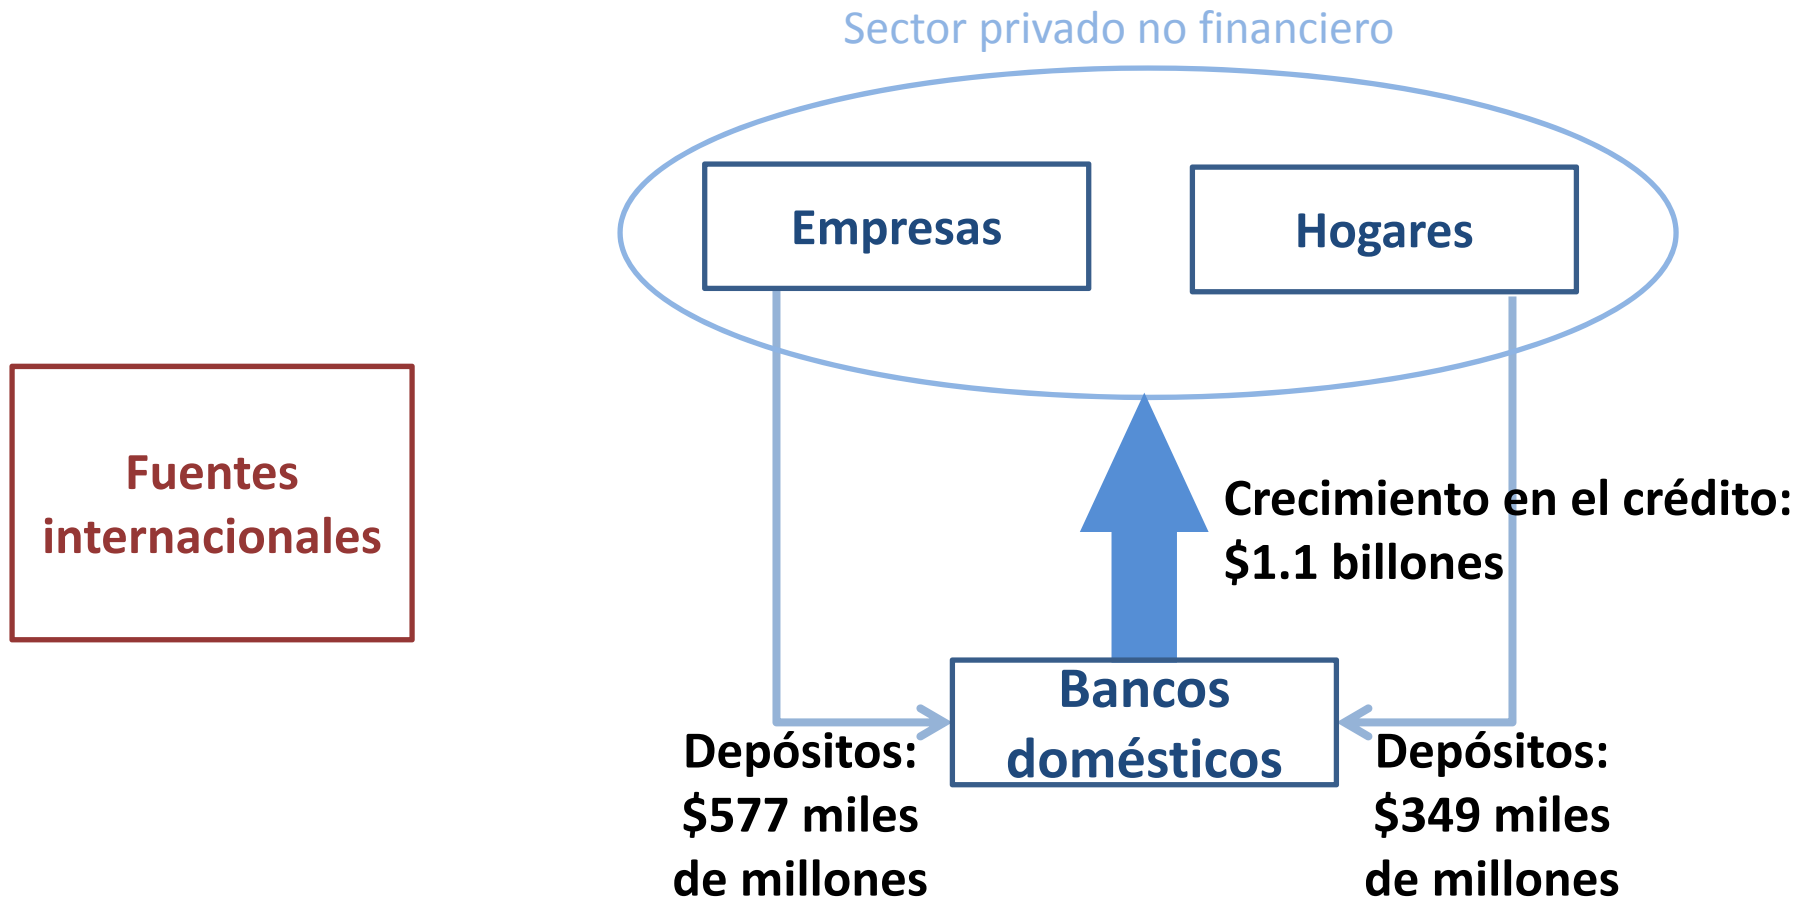 Sector privado no financiero
Empresas
Hogares
Fuentes
internacionales
Crecimiento en el crédito:
$1.1 billones
Bancos
domésticos
Depósitos:
$577 miles
de millones
Depósitos:
$349 miles
de millones